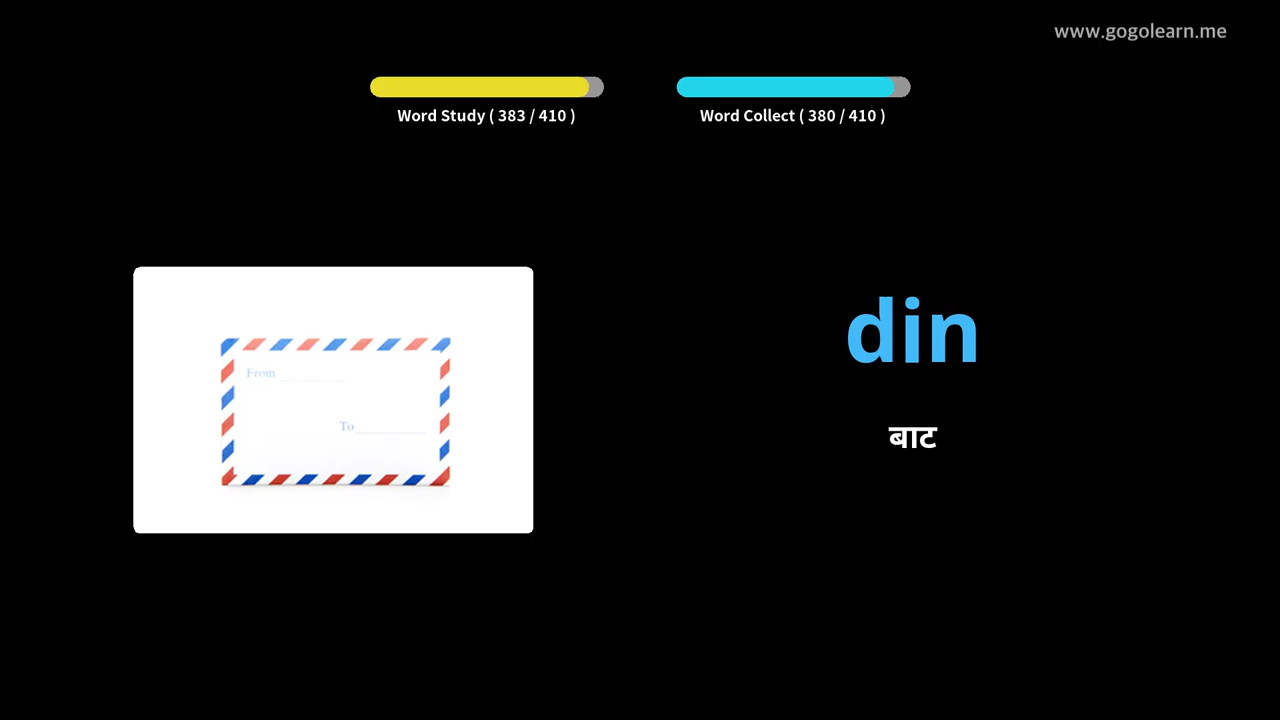 www.gogolearn.me
Word Study ( 383 / 410 )
Word Collect ( 380 / 410 )
From
To
din
बाट